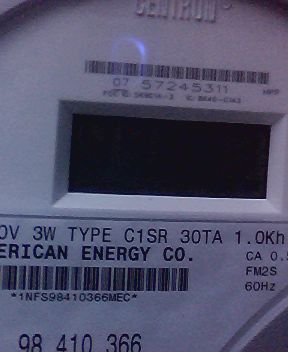 CENTRON
07 57245311
0V 3W TYPE C1SR 30TA 1.0Kh
ERICAN ENERGY CO. CA 0.5
FM2S
*1NFS98410366MEC* 60Hz
98 410 366